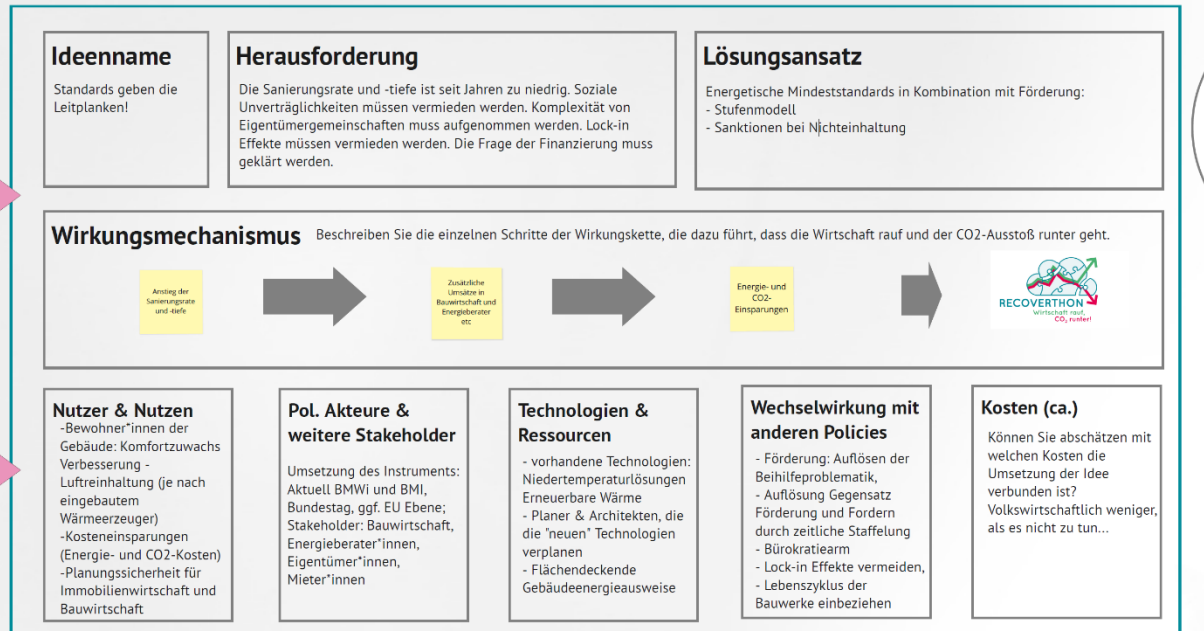 Ideenname
Standards geben die
Leitplanken!
Herausforderung
Die Sanierungsrate und -tiefe ist seit Jahren zu niedrig. Soziale
Unverträglichkeiten müssen vermieden werden. Komplexität von
Eigentümergemeinschaften muss aufgenommen werden. Lock-in
Effekte müssen vermieden werden. Die Frage der Finanzierung muss
geklärt werden.
Lösungsansatz
Energetische Mindeststandards in Kombination mit Förderung:
- Stufenmodell
- Sanktionen bei Nichteinhaltung
Wirkungsmechanismus Beschreiben Sie die einzelnen Schritte der Wirkungskette, die dazu führt, dass die Wirtschaft rauf und der CO2-Ausstoß runter geht.
Anstieg der
Sanierungsrate
und -tiefe
Zusätzliche
Umsätze in
Bauwirtschaft und
Energieberater
etc
Energie- und
CO2-
Einsparungen
RECOVERTHON
Wirtschaft rauf,
CO₂ runter!
Nutzer & Nutzen
-Bewohner*innen der
Gebäude: Komfortzuwachs
Verbesserung -
Luftreinhaltung (je nach
eingebautem
Wärmeerzeuger)
-Kosteneinsparungen
(Energie- und CO2-Kosten)
-Planungssicherheit für
Immobilienwirtschaft und
Bauwirtschaft
Pol. Akteure &
weitere Stakeholder
Umsetzung des Instruments:
Aktuell BMWi und BMI,
Bundestag, ggf. EU Ebene;
Stakeholder: Bauwirtschaft,
Energieberater*innen,
Eigentümer*innen,
Mieter*innen
Technologien &
Ressourcen
- vorhandene Technologien:
Niedertemperaturlösungen
Erneuerbare Wärme
- Planer & Architekten, die
die "neuen" Technologien
verplanen
- Flächendeckende
Gebäudeenergieausweise
Wechselwirkung mit
anderen Policies
- Förderung: Auflösen der
Beihilfeproblematik,
- Auflösung Gegensatz
Förderung und Fordern
durch zeitliche Staffelung
- Bürokratiearm
- Lock-in Effekte vermeiden,
- Lebenszyklus der
Bauwerke einbeziehen
Kosten (ca.)
Können Sie abschätzen mit
welchen Kosten die
Umsetzung der Idee
verbunden ist?
Volkswirtschaftlich weniger,
als es nicht zu tun...